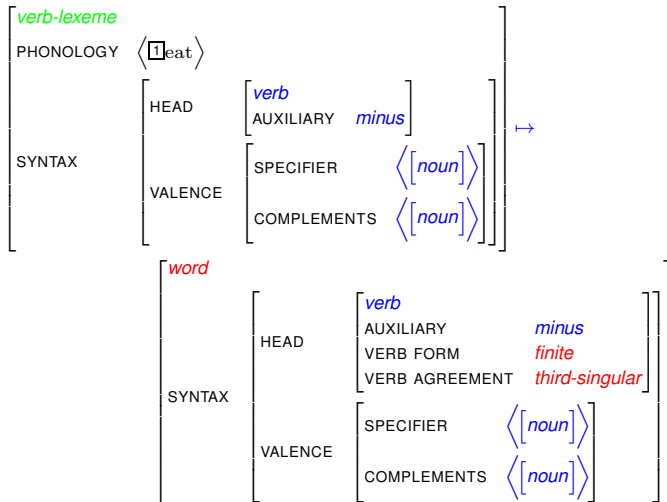 verb-lexeme
PHONOLOGY ⟨[1]eat⟩
SYNTAX
HEAD
verb
AUXILIARY minus
VALENCE
SPECIFIER ⟨[noun]⟩
COMPLEMENTS ⟨[noun]⟩
↦
word
SYNTAX
HEAD
verb
AUXILIARY minus
VERB FORM finite
VERB AGREEMENT third-singular
VALENCE
SPECIFIER ⟨[noun]⟩
COMPLEMENTS ⟨[noun]⟩